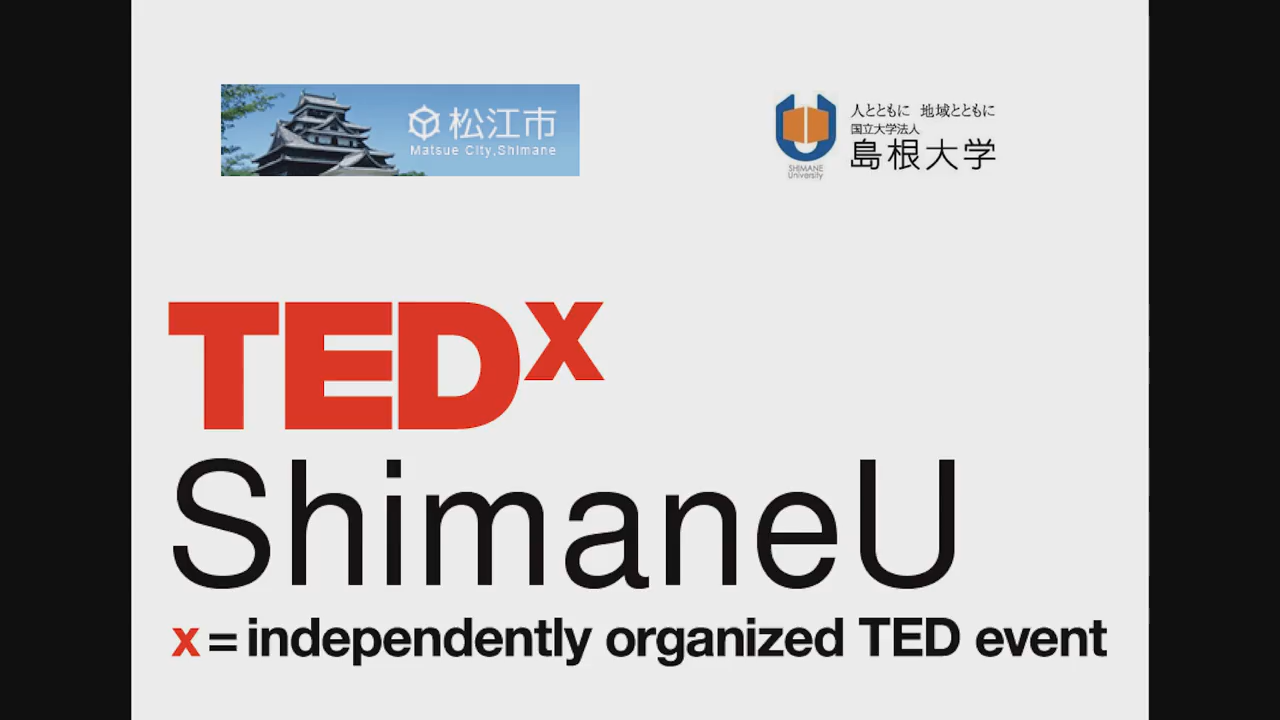 松江市
Matsue City,Shimane
人とともに 地域とともに
国立大学法人
島根大学
SHIMANE
University
TEDx
ShimaneU
x = independently organized TED event